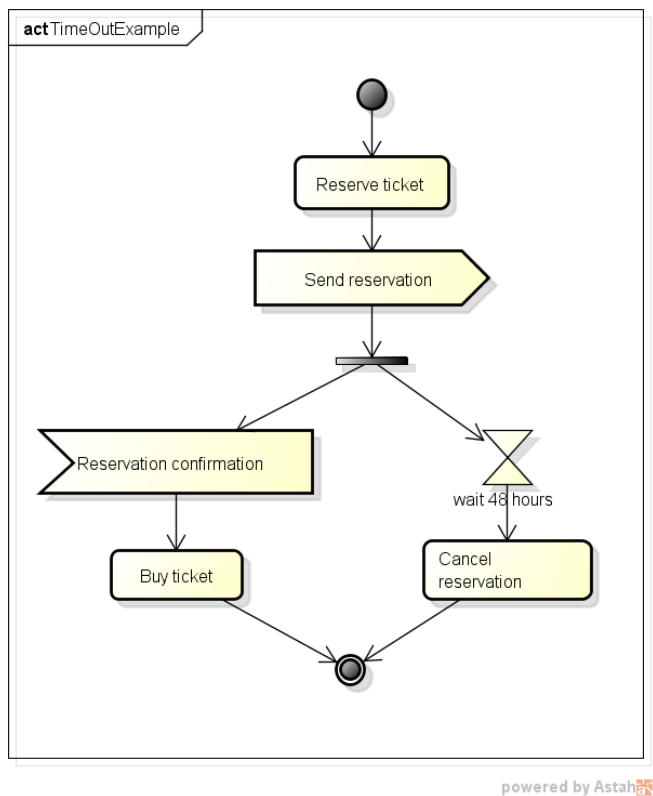 act TimeOutExample
Reserve ticket
Send reservation
Reservation confirmation
wait 48 hours
Buy ticket
Cancel
reservation
powered by Astah